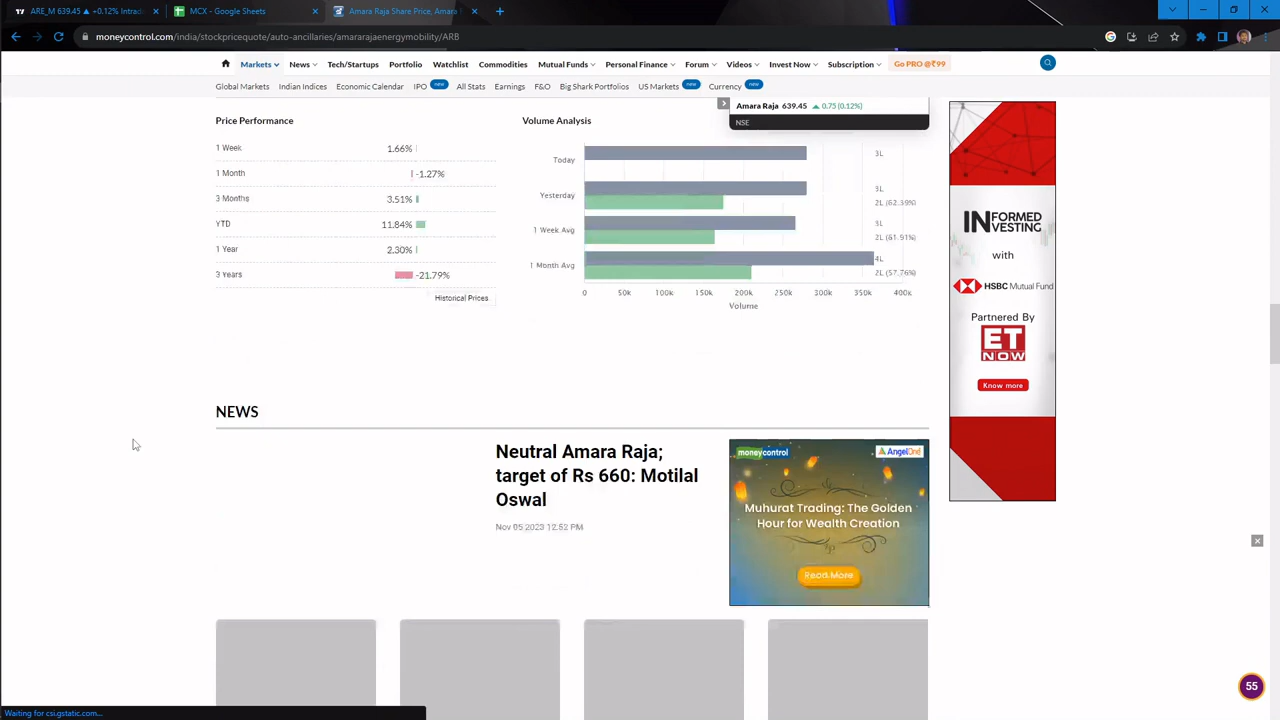 ARE_M 639.45 ▲ +0.12% Intrad
MCX - Google Sheets
Amara Raja Share Price, Amara
moneycontrol.com/india/stockpricequote/auto-ancillaries/amararajaenergymobility/ARB
Markets News Tech/Startups Portfolio Watchlist Commodities Mutual Funds Personal Finance Forum Videos Invest Now Subscription Go PRO @₹99
Global Markets Indian Indices Economic Calendar IPO new All Stats Earnings F&O Big Shark Portfolios US Markets new Currency new
Amara Raja 639.45 ▲ 0.75 (0.12%)
NSE
Price Performance
1 Week 1.66%
1 Month -1.27%
3 Months 3.51%
YTD 11.84%
1 Year 2.30%
3 Years -21.79%
Historical Prices
Volume Analysis
Today 3L
Yesterday 3L
2L (62.39%)
1 Week Avg
2L (61.91%)
1 Month Avg 4L
2L (57.76%)
0 50k 100k 150k 200k 250k 300k 350k 400k
Volume
INFORMED
INVESTING
with
HSBC Mutual Fund
Partnered By
ET
NOW
Know more
NEWS
Neutral Amara Raja;
target of Rs 660: Motilal
Oswal
Nov 05 2023 12:52 PM
moneycontrol AngelOne
Muhurat Trading: The Golden
Hour for Wealth Creation
Read More
55
Waiting for csi.gstatic.com...